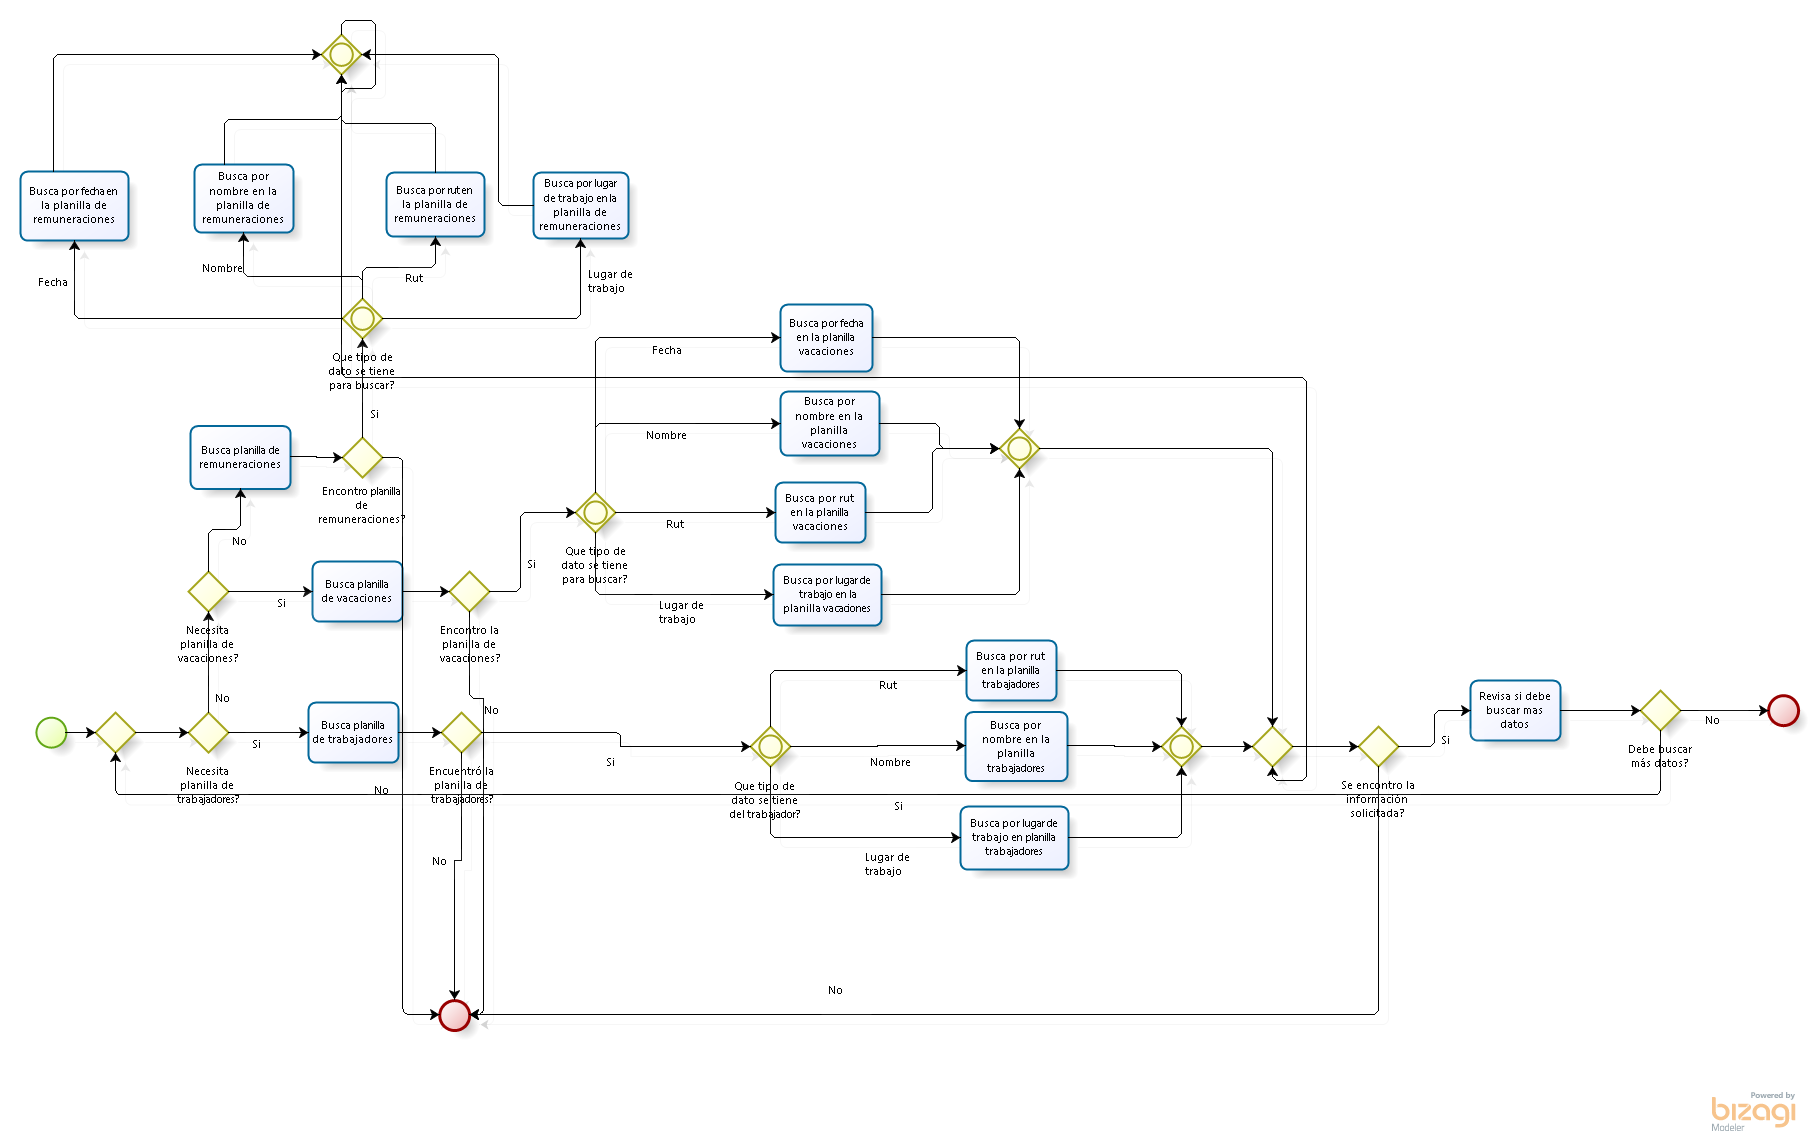 Busca por fecha en
la planilla de
remuneraciones
Busca por
nombre en la
planilla de
remuneraciones
Busca por rut en
la planilla de
remuneraciones
Busca por lugar
de trabajo en la
planilla de
remuneraciones
Fecha
Nombre
Rut
Lugar de
trabajo
Que tipo de
dato se tiene
para buscar?
Si
Busca planilla de
remuneraciones
Encontro planilla
de
remuneraciones?
No
Necesita
planilla de
vacaciones?
Si
Busca planilla
de vacaciones
Encontro la
planilla de
vacaciones?
Si
No
Que tipo de
dato se tiene
para buscar?
Fecha
Busca por fecha
en la planilla
vacaciones
Nombre
Busca por
nombre en la
planilla
vacaciones
Rut
Busca por rut
en la planilla
vacaciones
Lugar de
trabajo
Busca por lugar de
trabajo en la
planilla vacaciones
No
Necesita
planilla de
trabajadores?
Si
Busca planilla
de trabajadores
No
Encuentró la
planilla de
trabajadores?
Si
No
Que tipo de
dato se tiene
del trabajador?
Rut
Busca por rut
en la planilla
trabajadores
Nombre
Busca por
nombre en la
planilla
trabajadores
Lugar de
trabajo
Busca por lugar de
trabajo en planilla
trabajadores
Si
Se encontro la
información
solicitada?
Si
No
Revisa si debe
buscar mas
datos
Debe buscar
más datos?
No
Powered by
bizagi
Modeler